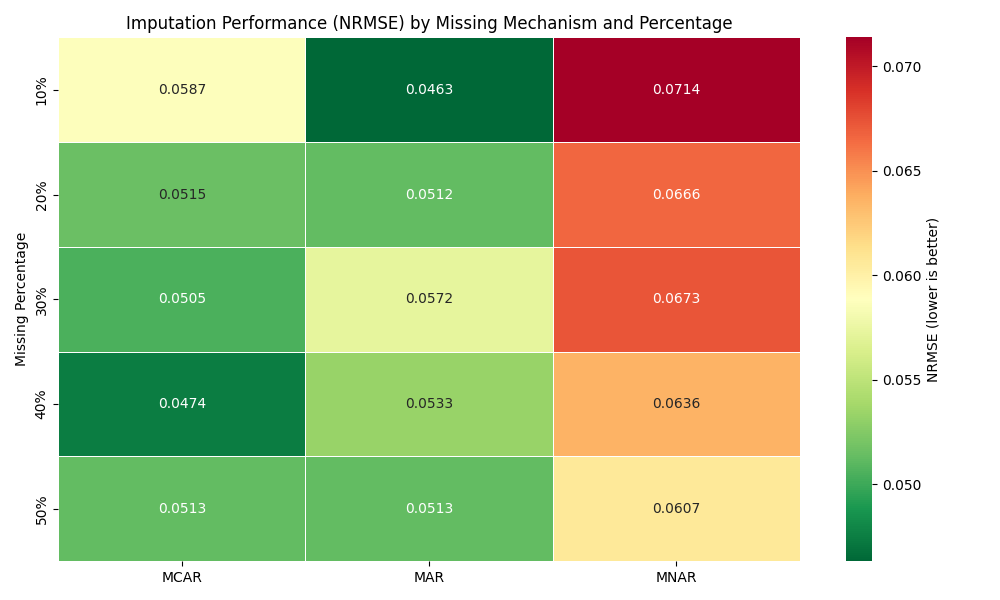 Imputation Performance (NRMSE) by Missing Mechanism and Percentage
Missing Percentage
10%
0.0587 0.0463 0.0714
20%
0.0515 0.0512 0.0666
30%
0.0505 0.0572 0.0673
40%
0.0474 0.0533 0.0636
50%
0.0513 0.0513 0.0607
MCAR MAR MNAR
0.070
0.065
0.060
0.055
0.050
NRMSE (lower is better)